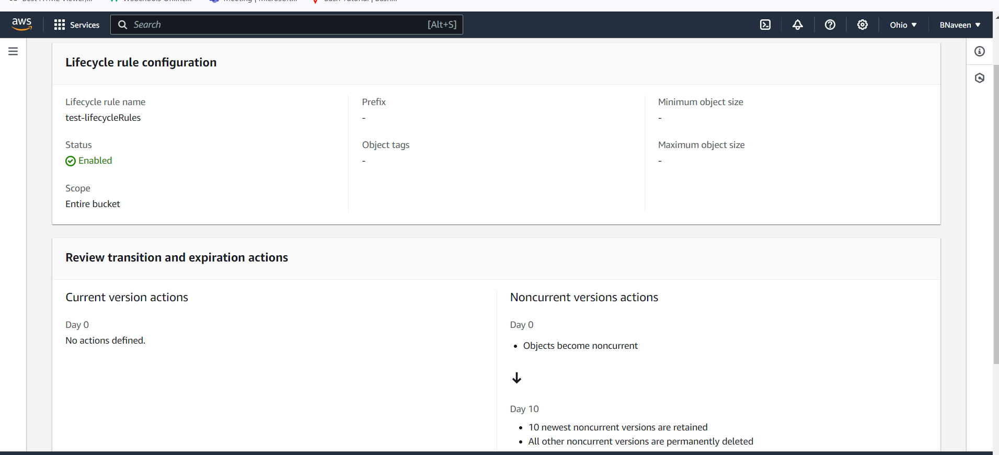 aws Services Search [Alt+S] Ohio BNaveen
Lifecycle rule configuration
Lifecycle rule name
test-lifecycleRules
Status
Enabled
Scope
Entire bucket
Prefix
-
Object tags
-
Minimum object size
-
Maximum object size
-
Review transition and expiration actions
Current version actions
Day 0
No actions defined.
Noncurrent versions actions
Day 0
• Objects become noncurrent
Day 10
• 10 newest noncurrent versions are retained
• All other noncurrent versions are permanently deleted